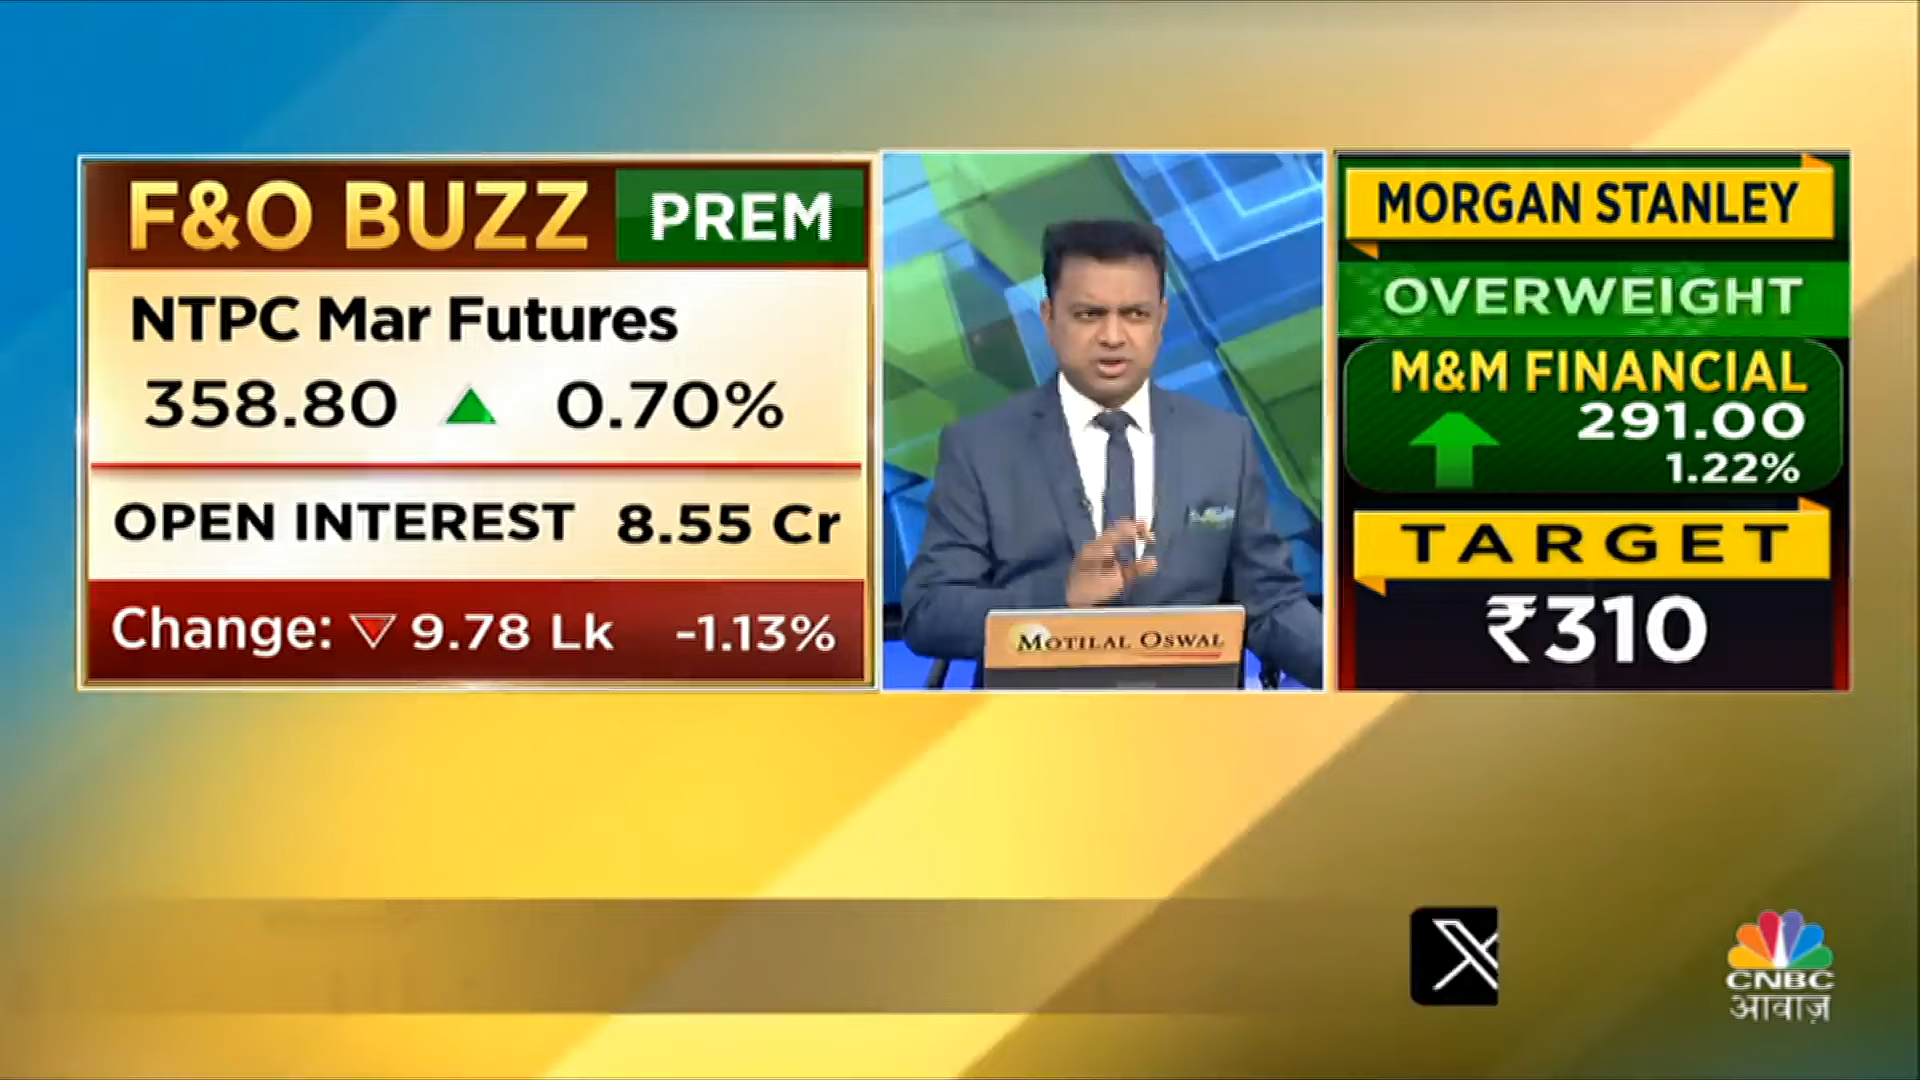 F&O BUZZ PREM
NTPC Mar Futures
358.80 ▲ 0.70%
OPEN INTEREST 8.55 Cr
Change: ▽ 9.78 Lk -1.13%
MOTILAL OSWAL
MORGAN STANLEY
OVERWEIGHT
M&M FINANCIAL
291.00
1.22%
TARGET
₹310
X
CNBC
आवाज़